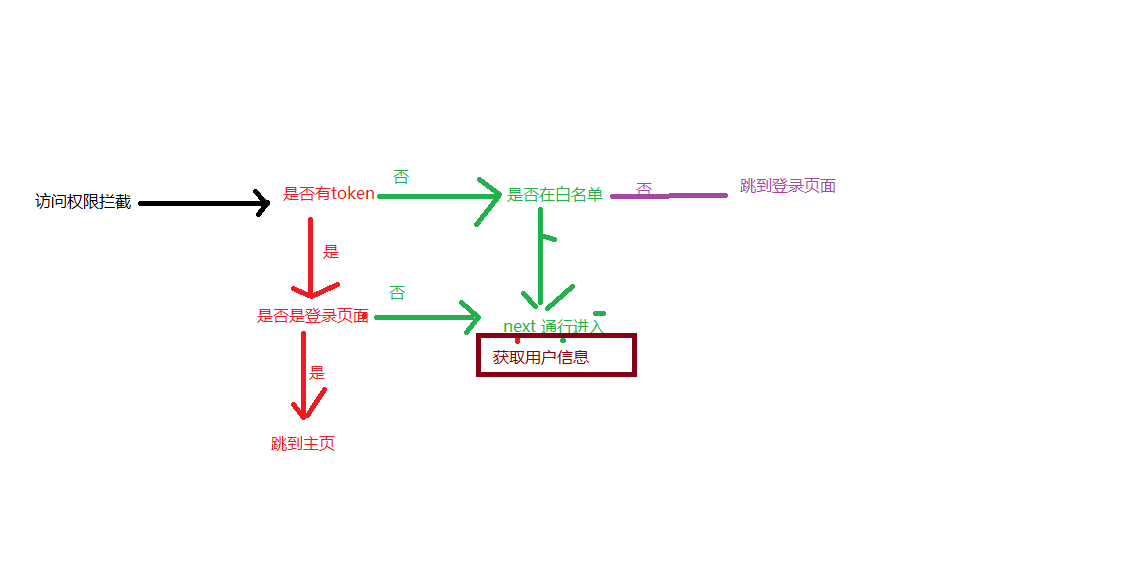 访问权限拦截
是否有token
否
是否在白名单
否
跳到登录页面
是
是否是登录页面
否
next 通行进入
获取用户信息
是
跳到主页